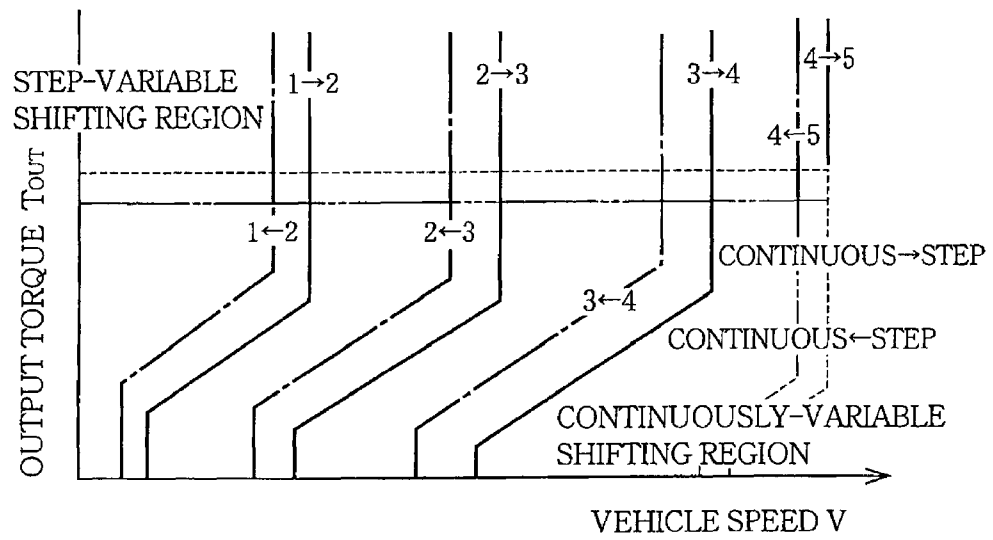 STEP-VARIABLE
SHIFTING REGION
1→2
2→3
3→4
4→5
4←5
OUTPUT TORQUE TOUT
1←2
2←3
3←4
CONTINUOUS→STEP
CONTINUOUS←STEP
CONTINUOUSLY-VARIABLE
SHIFTING REGION
VEHICLE SPEED V